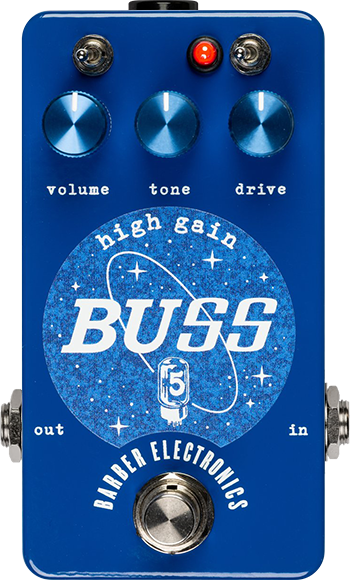 volume tone drive
high gain
BUSS
5
out in
BARBER ELECTRONICS